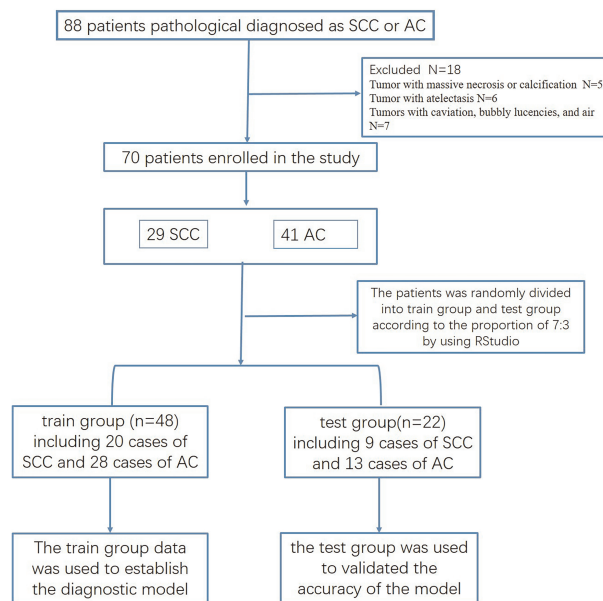 88 patients pathological diagnosed as SCC or AC
Excluded N=18
Tumor with massive necrosis or calcification N=5
Tumor with atelectasis N=6
Tumors with caviation, bubbly lucencies, and air
N=7
70 patients enrolled in the study
29 SCC
41 AC
The patients was randomly divided
into train group and test group
according to the proportion of 7:3
by using RStudio
train group (n=48)
including 20 cases of
SCC and 28 cases of AC
test group(n=22)
including 9 cases of SCC
and 13 cases of AC
The train group data
was used to establish
the diagnostic model
the test group was used
to validated the
accuracy of the model